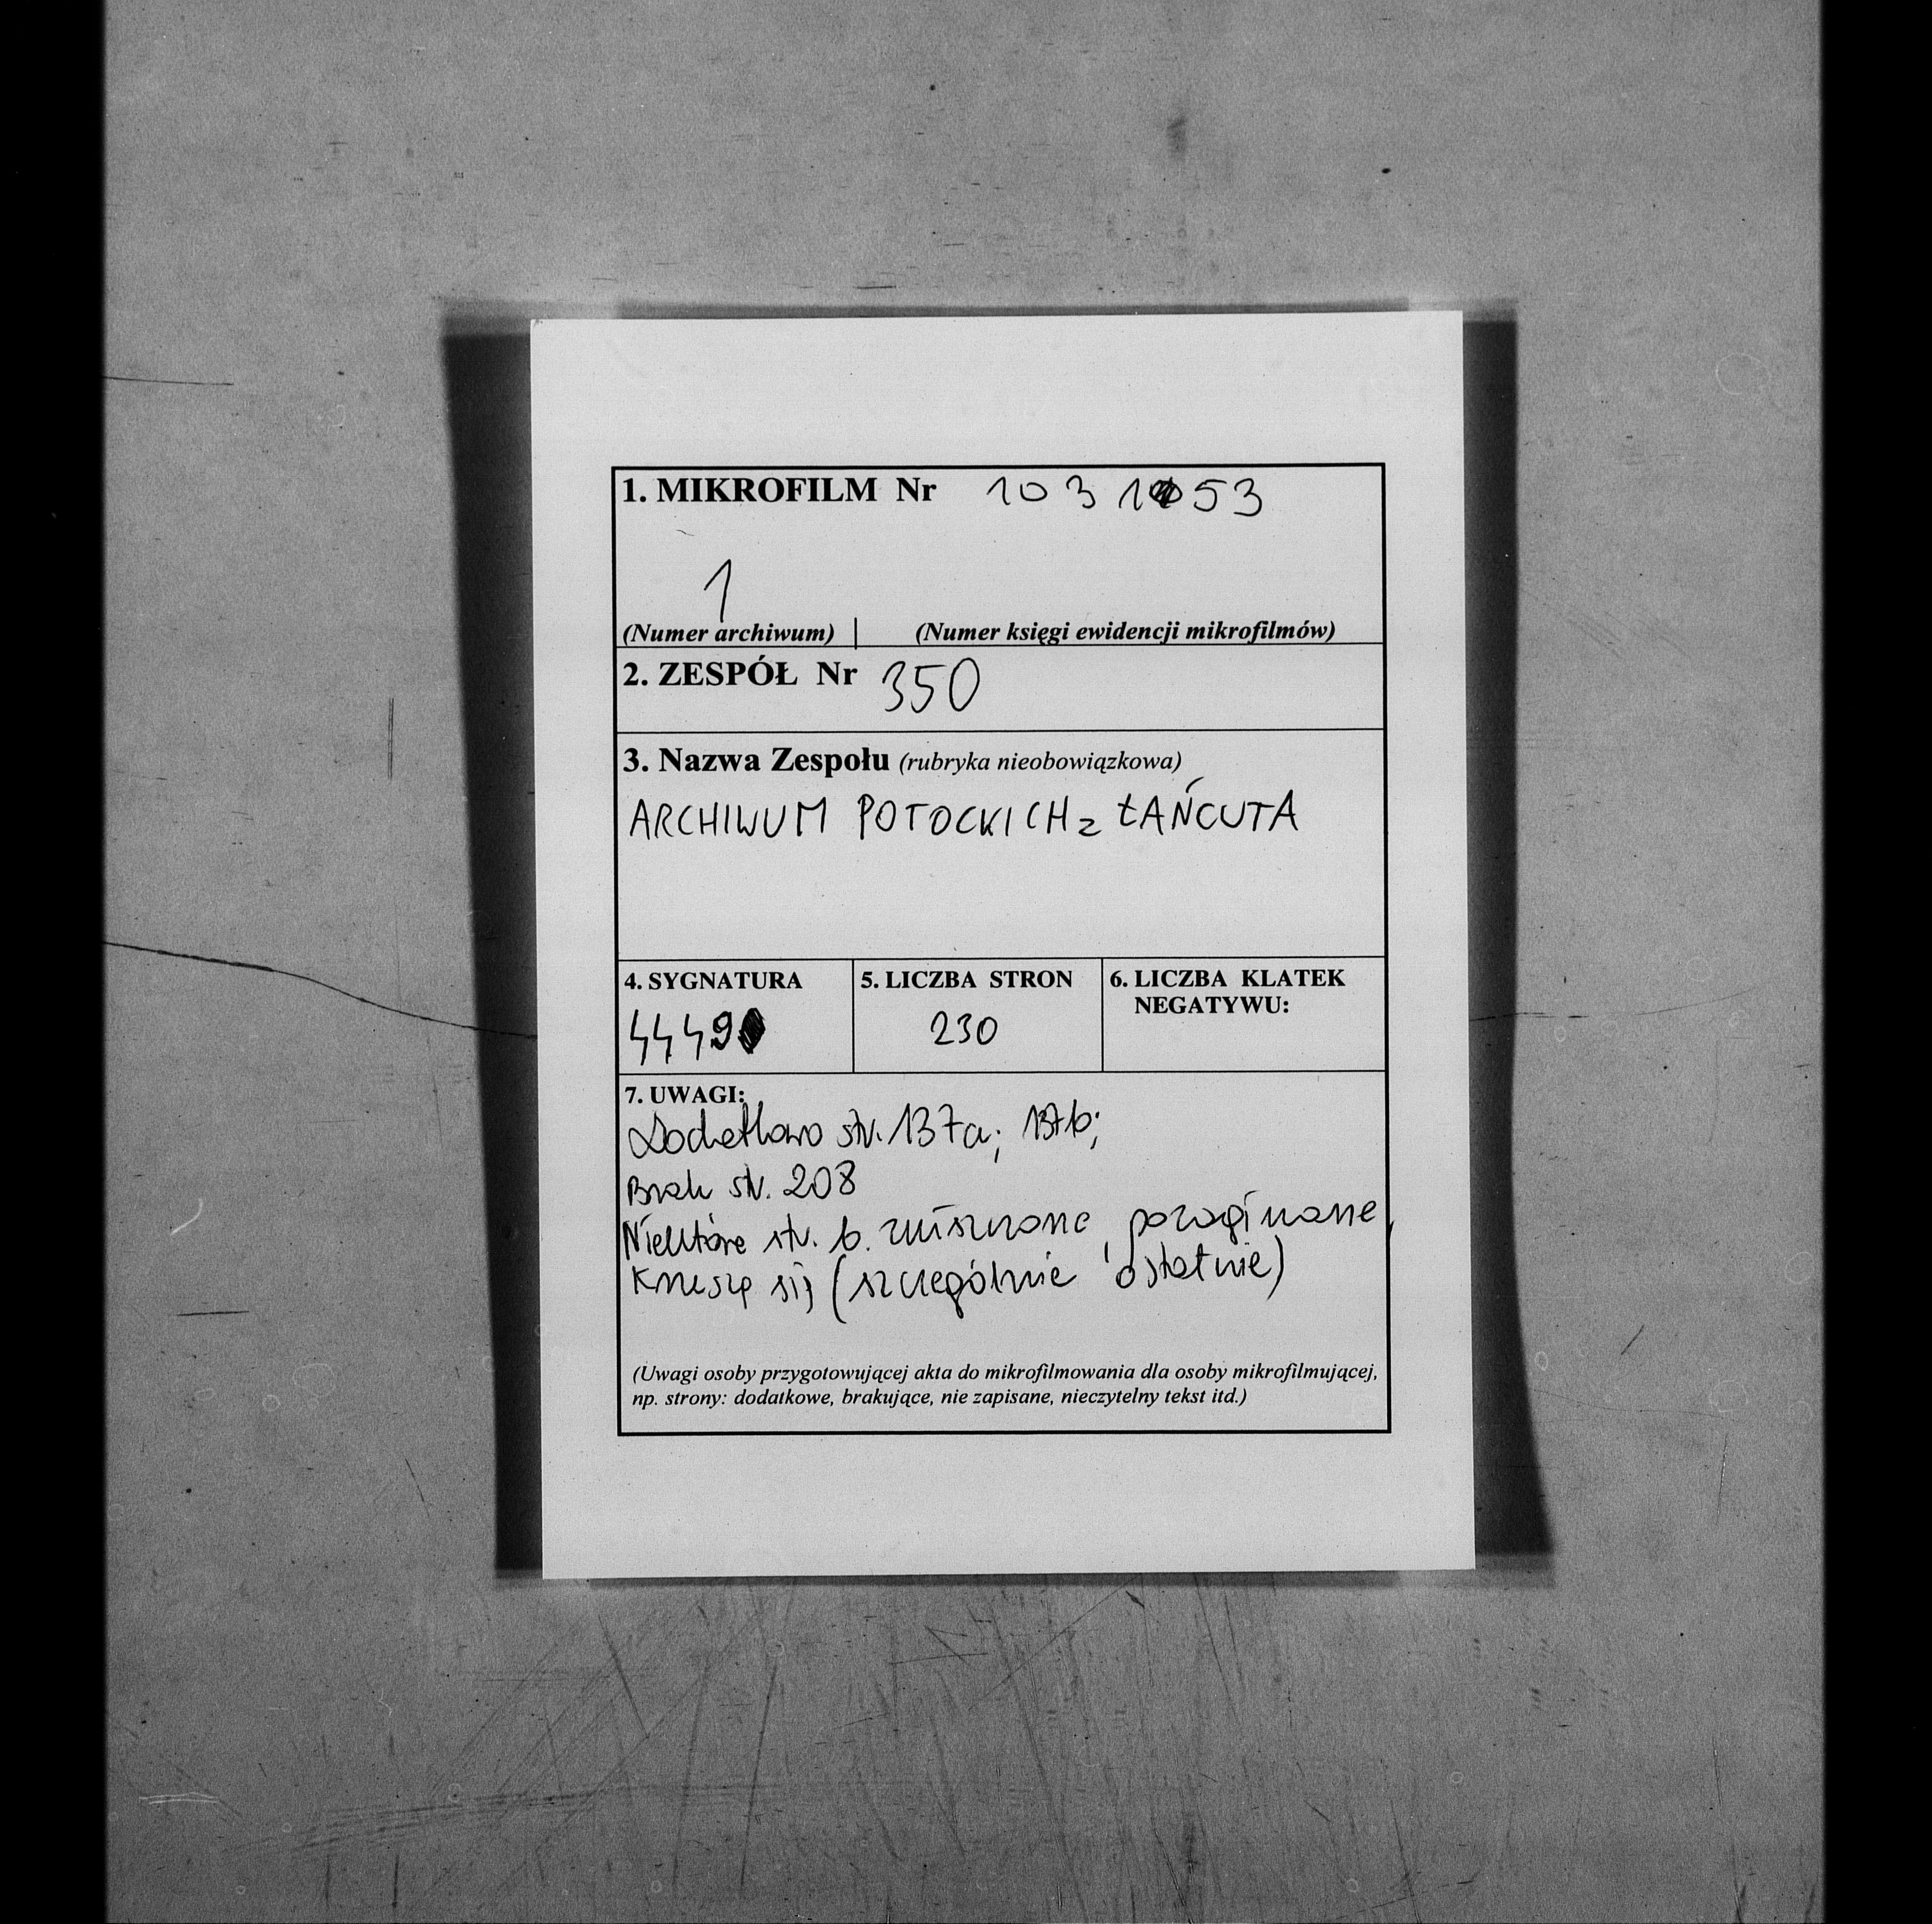 1. MIKROFILM Nr 103153
1
(Numer archiwum) | (Numer księgi ewidencji mikrofilmów)
2. ZESPÓŁ Nr 350
3. Nazwa Zespołu (rubryka nieobowiązkowa)
ARCHIWUM POTOCKICH z ŁAŃCUTA
4. SYGNATURA
4449
5. LICZBA STRON
230
6. LICZBA KLATEK
NEGATYWU:
7. UWAGI:
Dodatkowo str. 137a; 137b;
Brak str. 208
Niektóre str. b. zniszczone, pozaginane,
kruszą się (szczególnie ostatnie)
(Uwagi osoby przygotowującej akta do mikrofilmowania dla osoby mikrofilmującej,
np. strony: dodatkowe, brakujące, nie zapisane, nieczytelny tekst itd.)